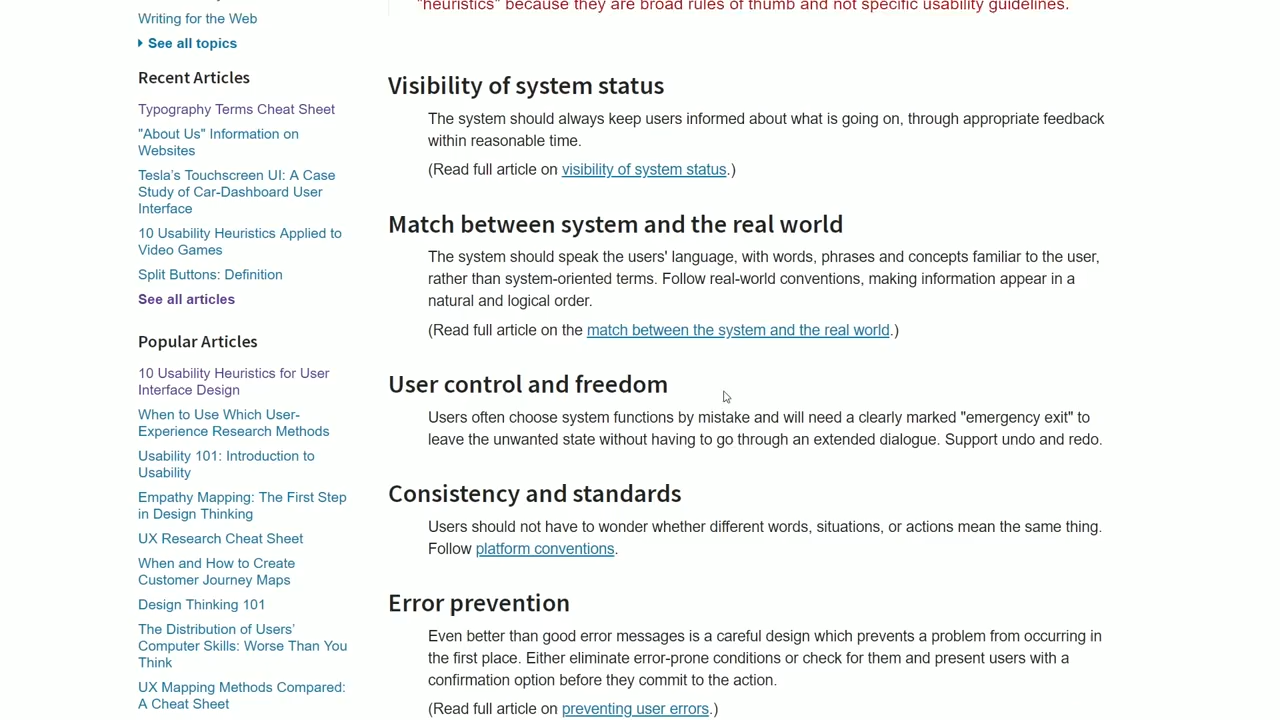 Writing for the Web
See all topics
Recent Articles
Typography Terms Cheat Sheet
"About Us" Information on
Websites
Tesla's Touchscreen UI: A Case
Study of Car-Dashboard User
Interface
10 Usability Heuristics Applied to
Video Games
Split Buttons: Definition
See all articles
Popular Articles
10 Usability Heuristics for User
Interface Design
When to Use Which User-
Experience Research Methods
Usability 101: Introduction to
Usability
Empathy Mapping: The First Step
in Design Thinking
UX Research Cheat Sheet
When and How to Create
Customer Journey Maps
Design Thinking 101
The Distribution of Users’
Computer Skills: Worse Than You
Think
UX Mapping Methods Compared:
A Cheat Sheet
"heuristics" because they are broad rules of thumb and not specific usability guidelines.
Visibility of system status
The system should always keep users informed about what is going on, through appropriate feedback
within reasonable time.
(Read full article on visibility of system status.)
Match between system and the real world
The system should speak the users' language, with words, phrases and concepts familiar to the user,
rather than system-oriented terms. Follow real-world conventions, making information appear in a
natural and logical order.
(Read full article on the match between the system and the real world.)
User control and freedom
Users often choose system functions by mistake and will need a clearly marked "emergency exit" to
leave the unwanted state without having to go through an extended dialogue. Support undo and redo.
Consistency and standards
Users should not have to wonder whether different words, situations, or actions mean the same thing.
Follow platform conventions.
Error prevention
Even better than good error messages is a careful design which prevents a problem from occurring in
the first place. Either eliminate error-prone conditions or check for them and present users with a
confirmation option before they commit to the action.
(Read full article on preventing user errors.)